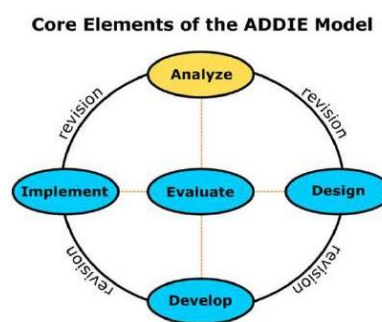 Core Elements of the ADDIE Model
Analyze
revision
revision
Implement
Evaluate
Design
revision
revision
Develop